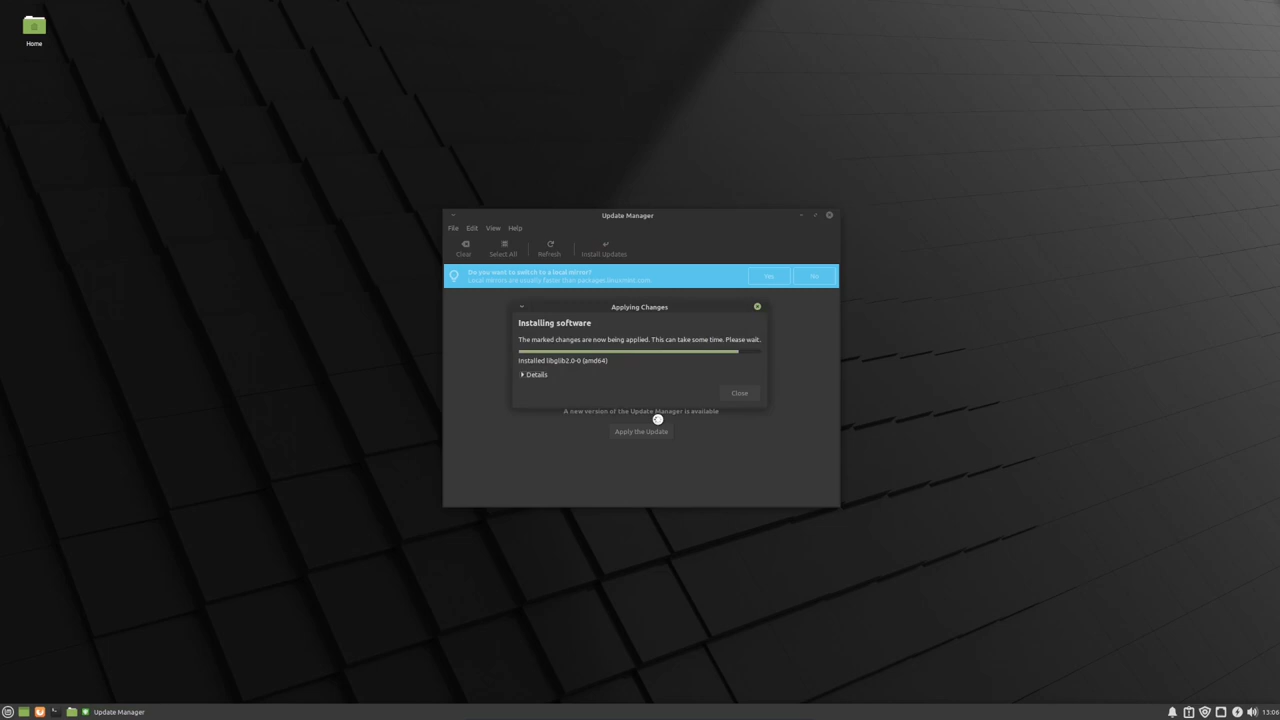 Home
Update Manager
File Edit View Help
Clear Select All Refresh Install Updates
Do you want to switch to a local mirror?
Local mirrors are usually faster than packages.linuxmint.com.
Yes No
Applying Changes
Installing software
The marked changes are now being applied. This can take some time. Please wait.
Installed libglib2.0-0 (amd64)
Details
Close
A new version of the Update Manager is available
Apply the Update
Update Manager
13:06